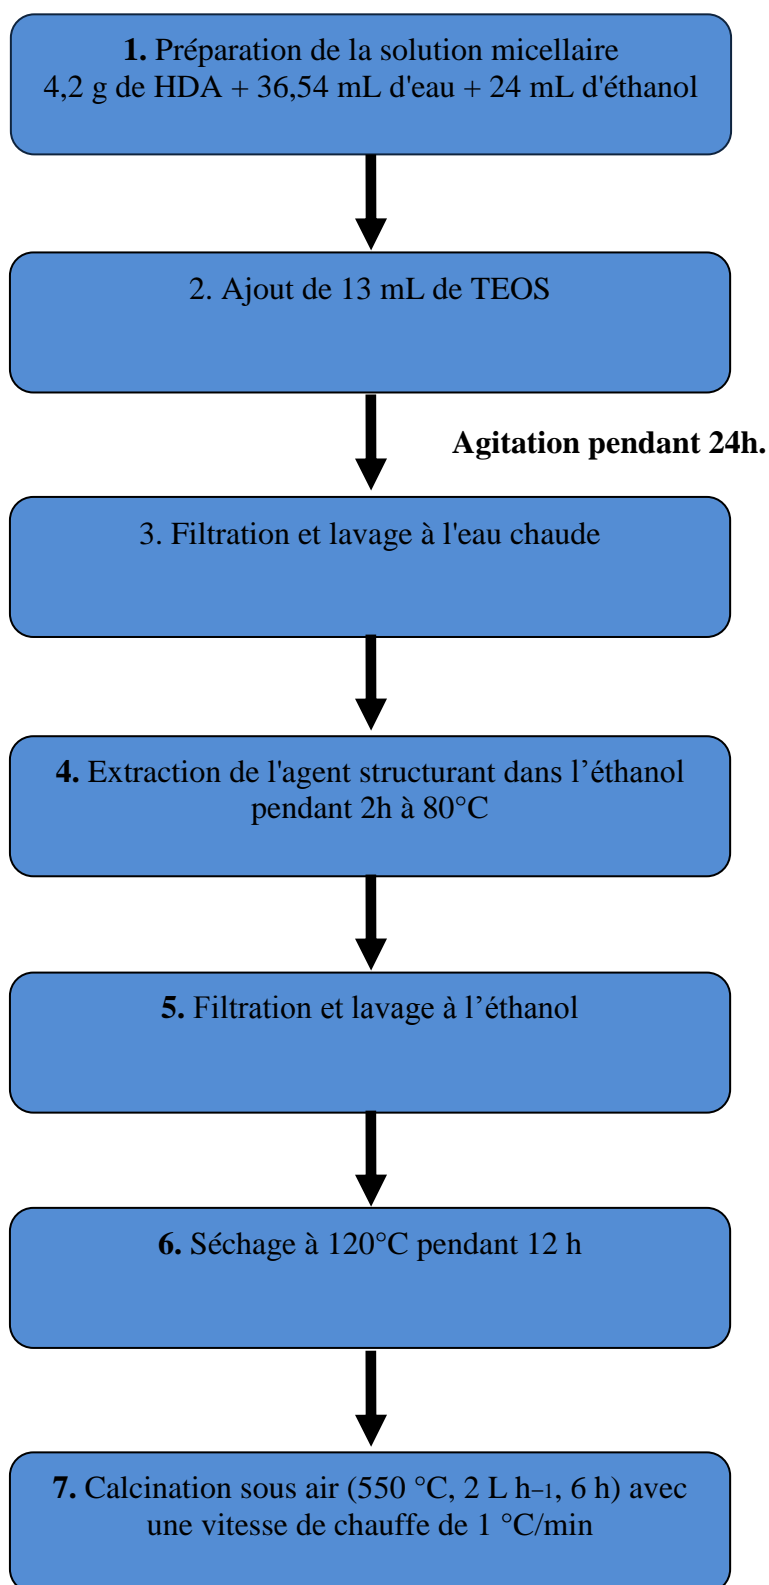 1. Préparation de la solution micellaire
4,2 g de HDA + 36,54 mL d'eau + 24 mL d'éthanol
2. Ajout de 13 mL de TEOS
Agitation pendant 24h.
3. Filtration et lavage à l'eau chaude
4. Extraction de l'agent structurant dans l’éthanol
pendant 2h à 80°C
5. Filtration et lavage à l’éthanol
6. Séchage à 120°C pendant 12 h
7. Calcination sous air (550 °C, 2 L h−1, 6 h) avec
une vitesse de chauffe de 1 °C/min